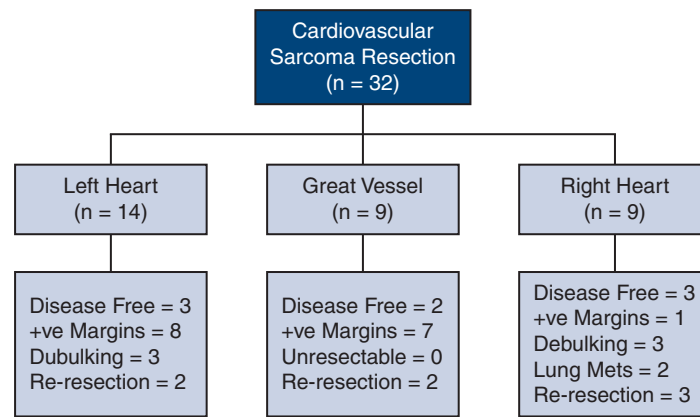 Cardiovascular
Sarcoma Resection
(n = 32)
Left Heart
(n = 14)
Great Vessel
(n = 9)
Right Heart
(n = 9)
Disease Free = 3
+ve Margins = 8
Dubulking = 3
Re-resection = 2
Disease Free = 2
+ve Margins = 7
Unresectable = 0
Re-resection = 2
Disease Free = 3
+ve Margins = 1
Debulking = 3
Lung Mets = 2
Re-resection = 3